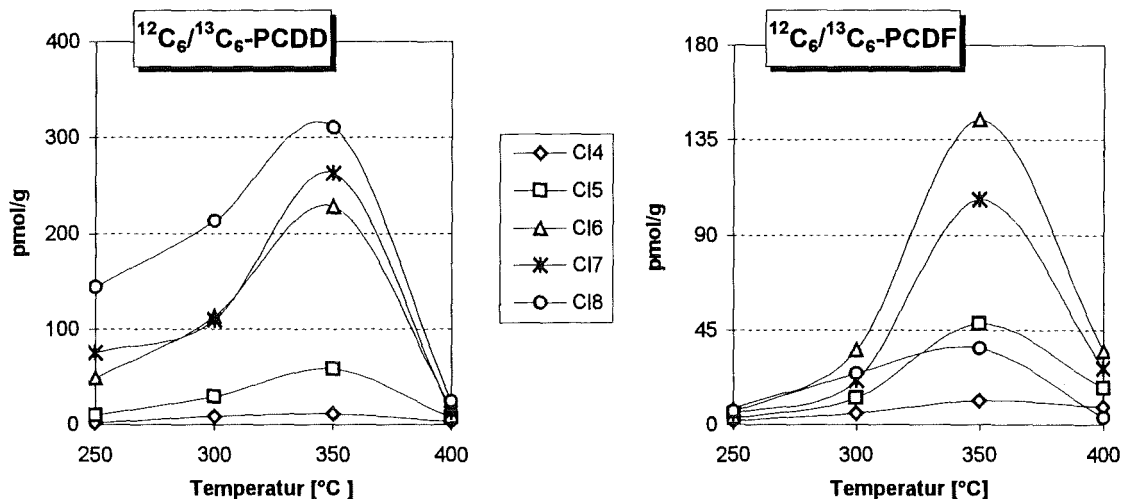 ¹²C₆/¹³C₆-PCDD
400
300
200
100
0
pmol/g
250 300 350 400
Temperatur [°C ]
Cl4
Cl5
Cl6
Cl7
Cl8
¹²C₆/¹³C₆-PCDF
180
135
90
45
0
pmol/g
250 300 350 400
Temperatur [°C]